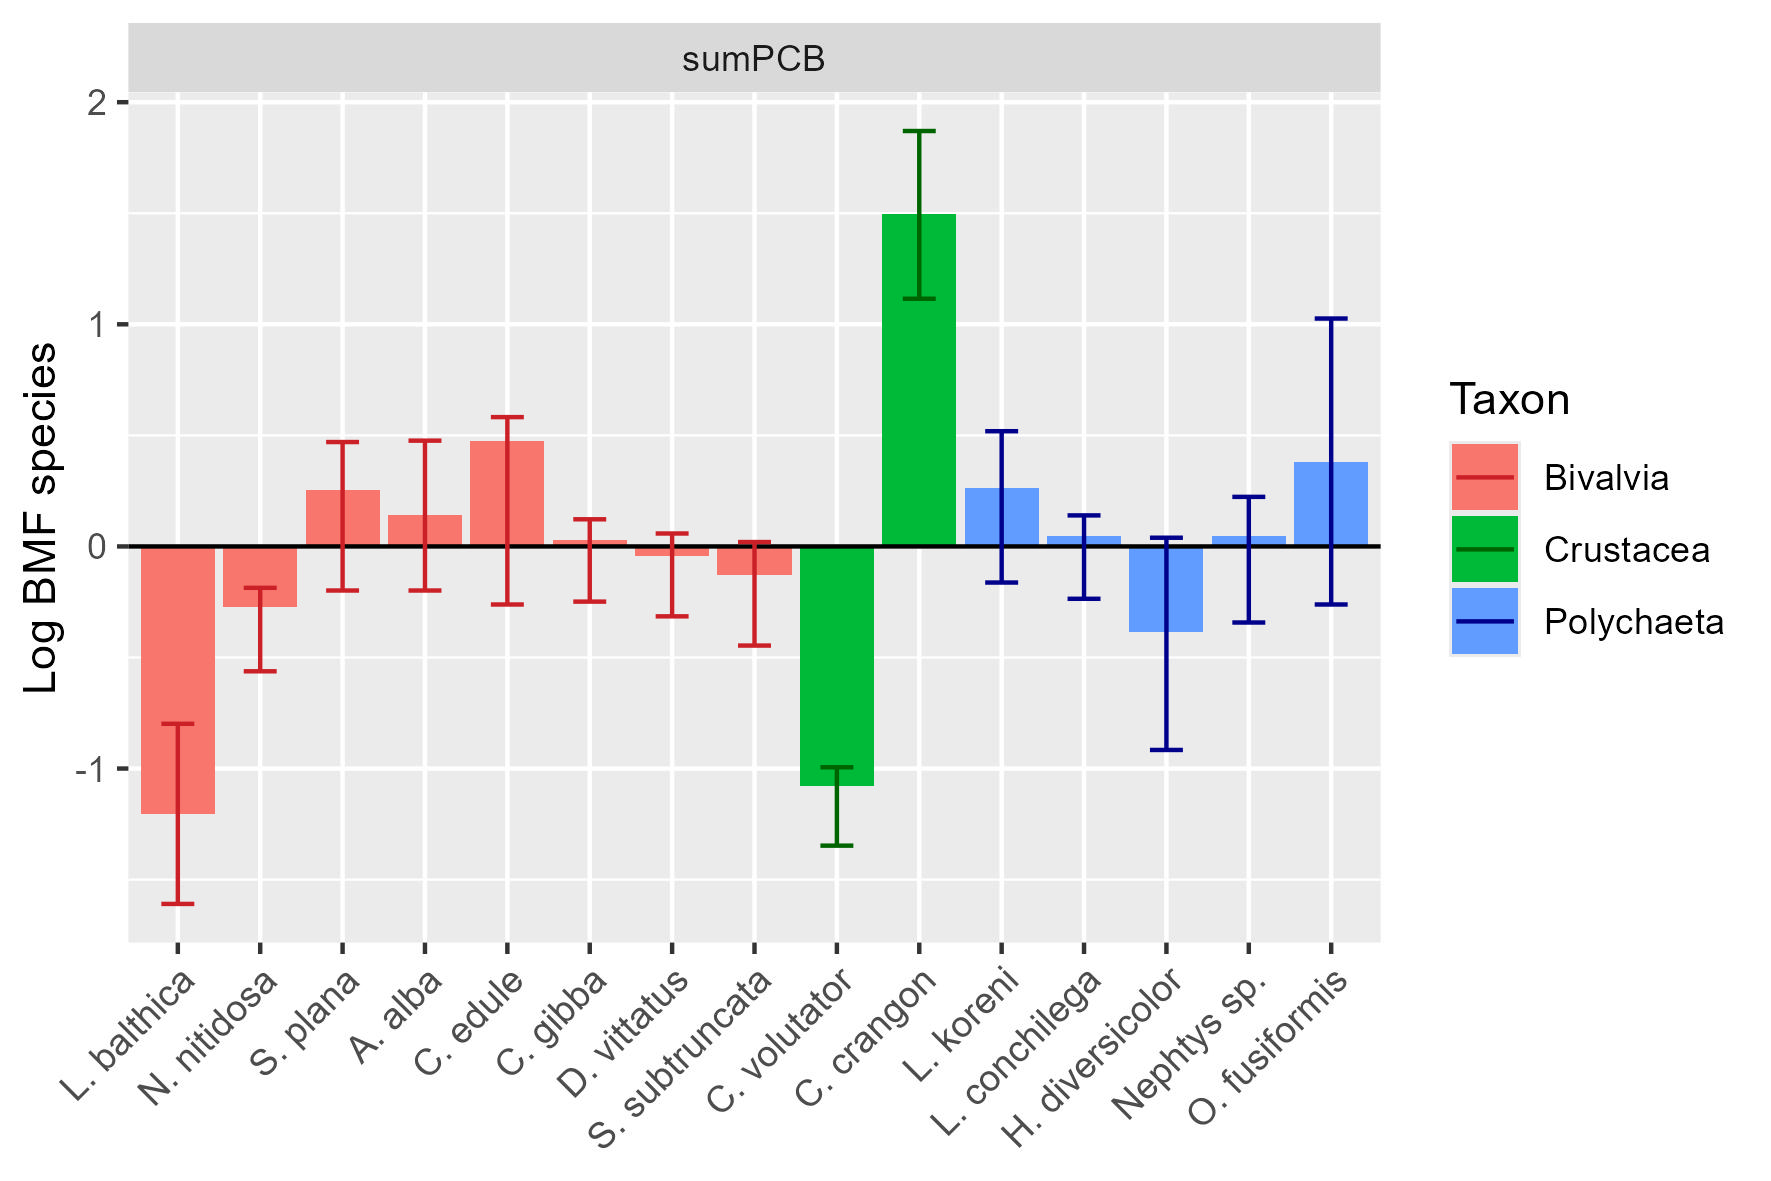 sumPCB
2
1
0
-1
Log BMF species
L. balthica
N. nitidosa
S. plana
A. alba
C. edule
C. gibba
D. vittatus
S. subtruncata
C. volutator
C. crangon
L. koreni
L. conchilega
H. diversicolor
Nephtys sp.
O. fusiformis
Taxon
Bivalvia
Crustacea
Polychaeta